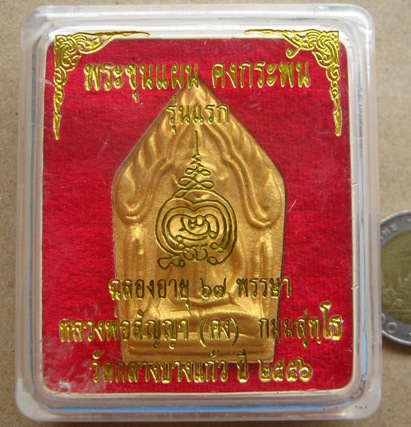 พระขุนแผน คงกระพัน
รุ่นแรก
ฉลองอายุ ๖๗ พรรษา
หลวงพ่อสัญญา (คง) กมฺมสุทฺโธ
วัดกลางบางแก้ว ปี ๒๕๕๖